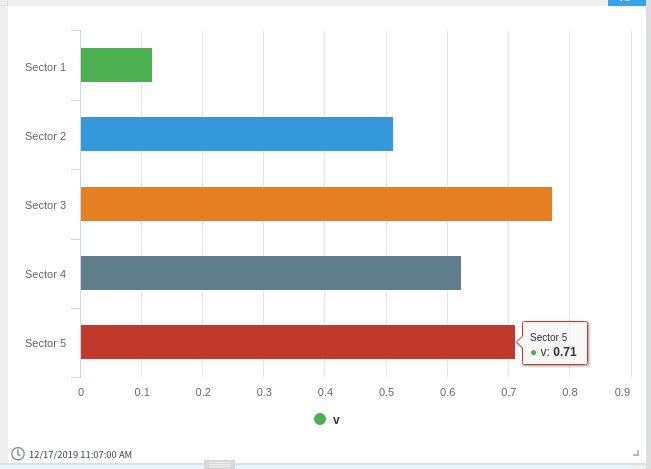 Sector 1
Sector 2
Sector 3
Sector 4
Sector 5
Sector 5
v: 0.71
0 0.1 0.2 0.3 0.4 0.5 0.6 0.7 0.8 0.9
v
12/17/2019 11:07:00 AM